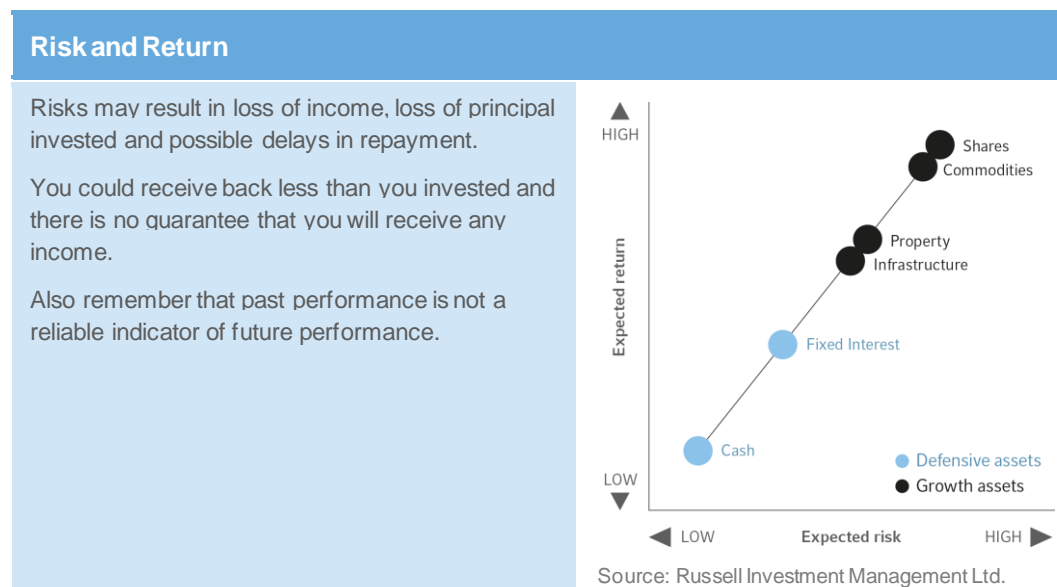 Risk and Return
Risks may result in loss of income, loss of principal
invested and possible delays in repayment.
You could receive back less than you invested and
there is no guarantee that you will receive any
income.
Also remember that past performance is not a
reliable indicator of future performance.
HIGH
Expected return
LOW
Shares
Commodities
Property
Infrastructure
Fixed Interest
Cash
Defensive assets
Growth assets
LOW Expected risk HIGH
Source: Russell Investment Management Ltd.